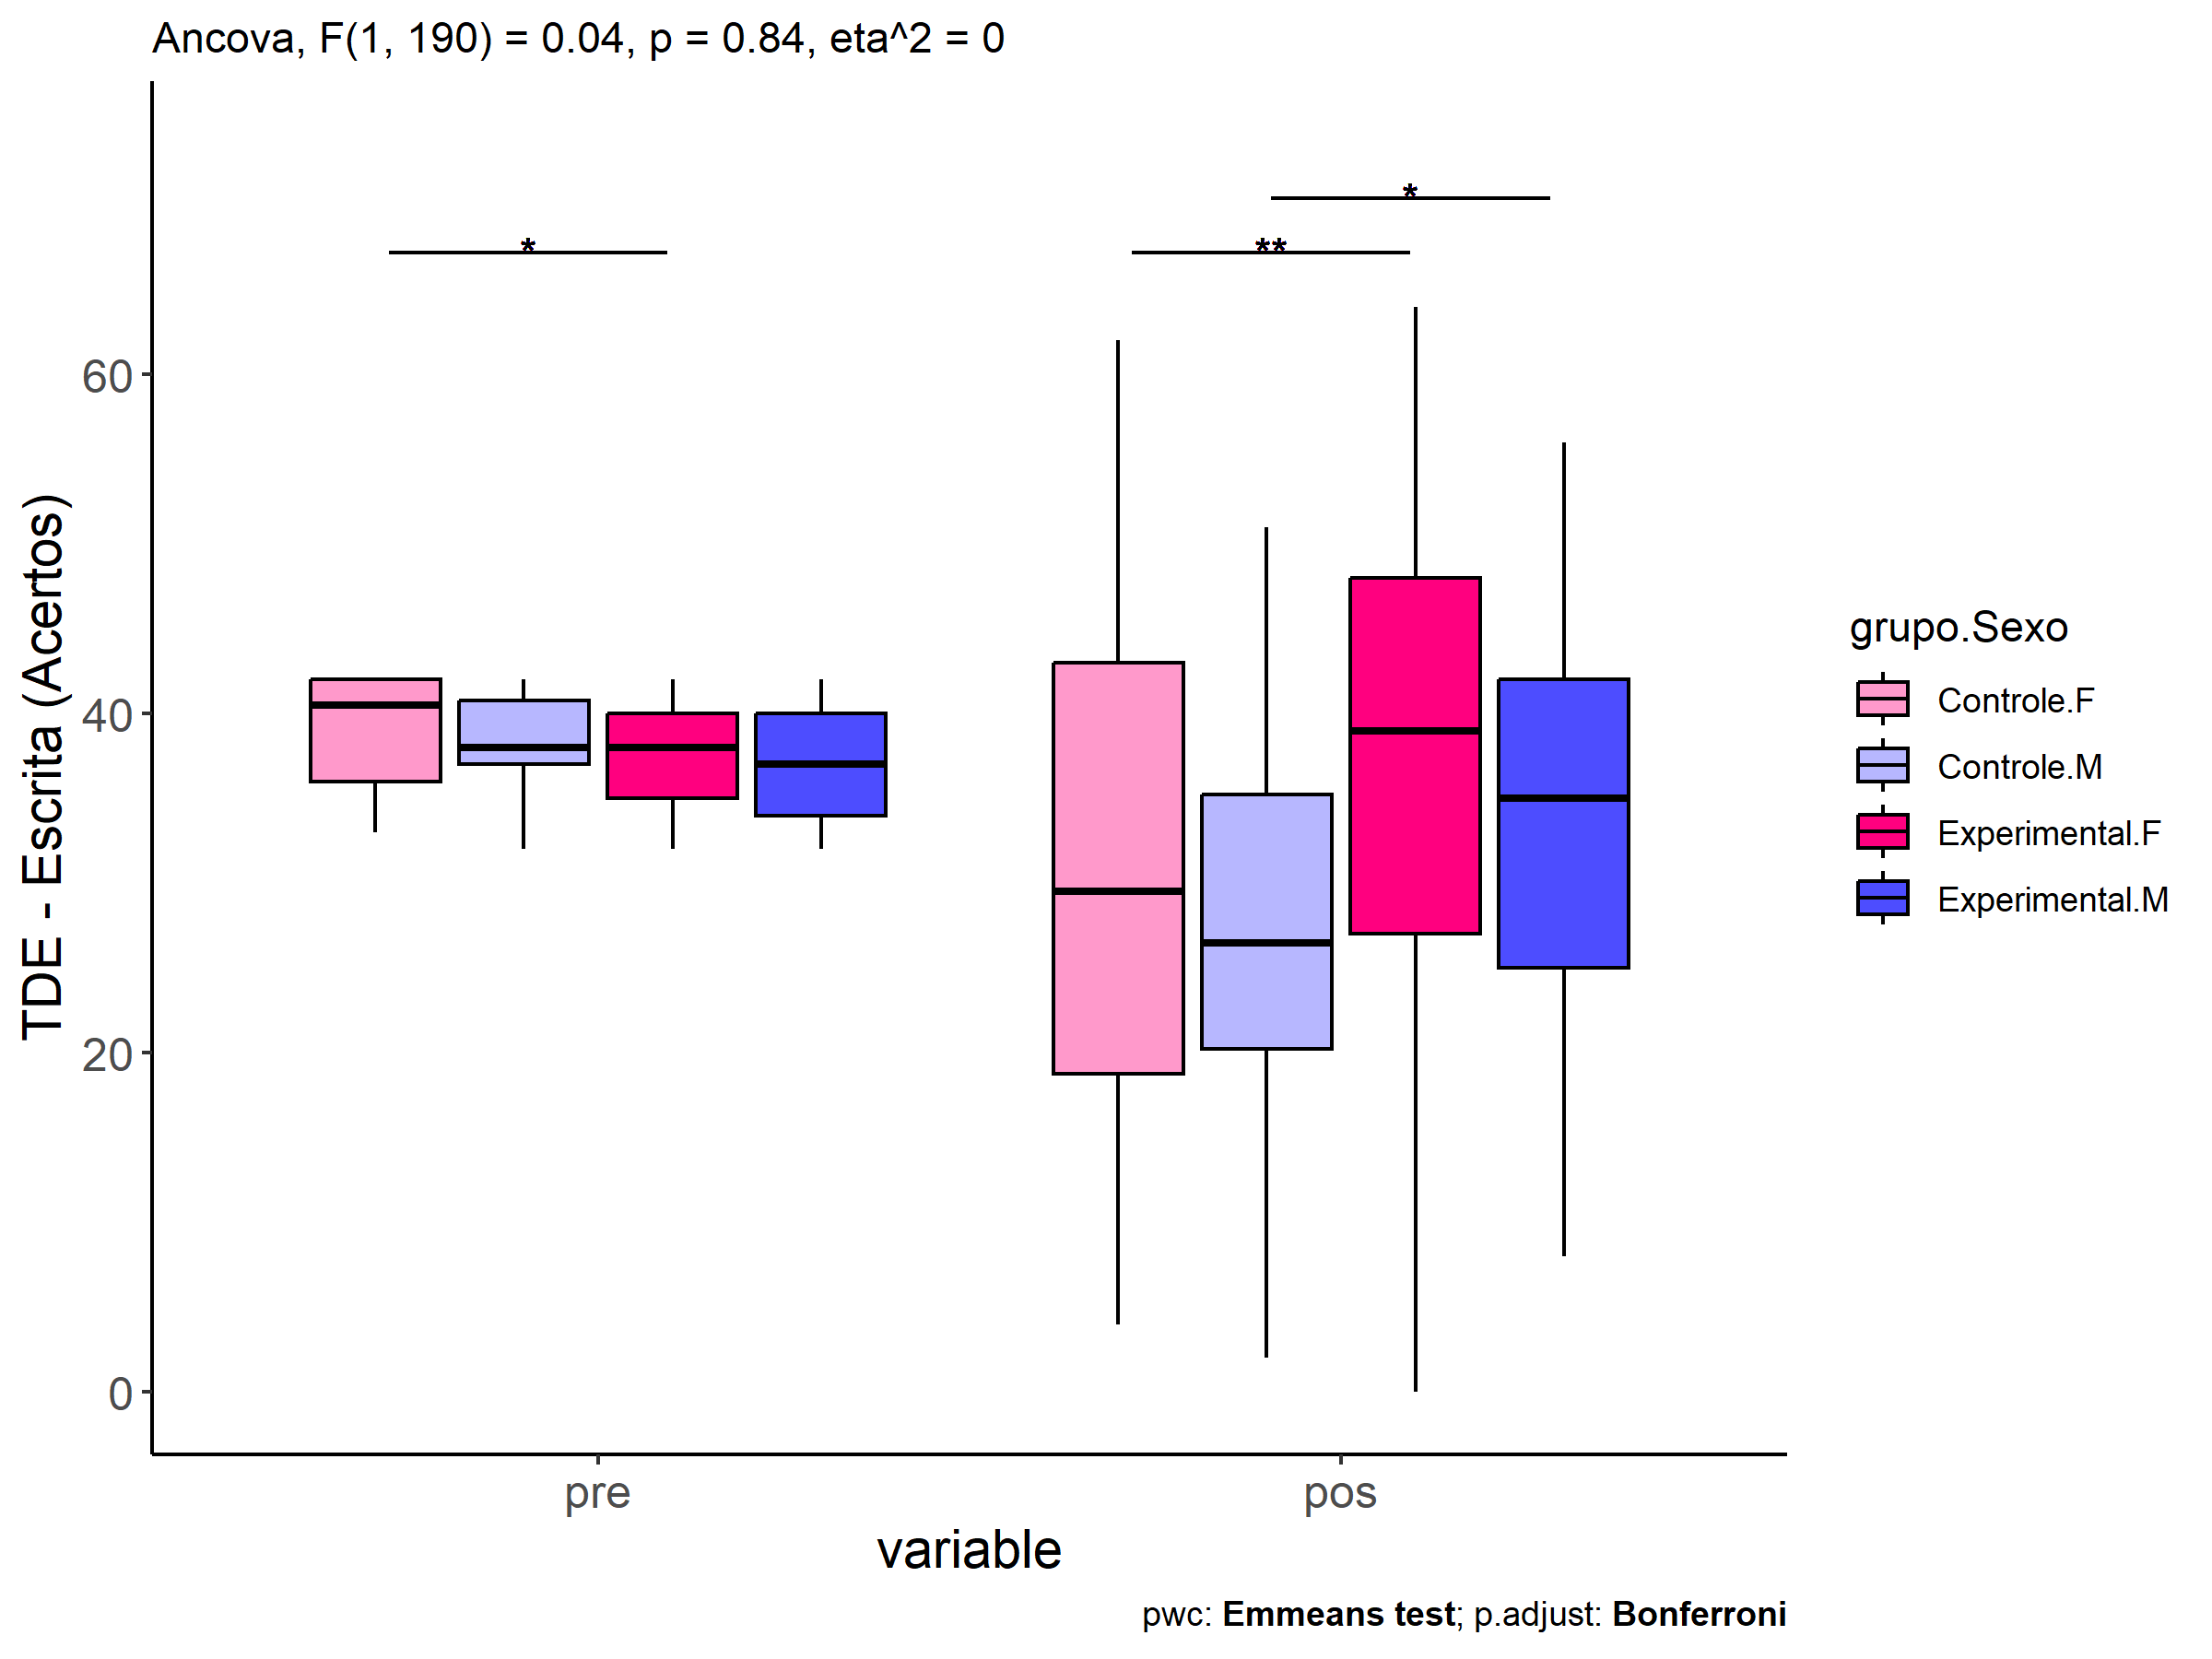 Ancova, F(1, 190) = 0.04, p = 0.84, eta^2 = 0
*
**
*
TDE - Escrita (Acertos)
60
40
20
0
pre
pos
variable
grupo.Sexo
Controle.F
Controle.M
Experimental.F
Experimental.M
pwc: Emmeans test; p.adjust: Bonferroni